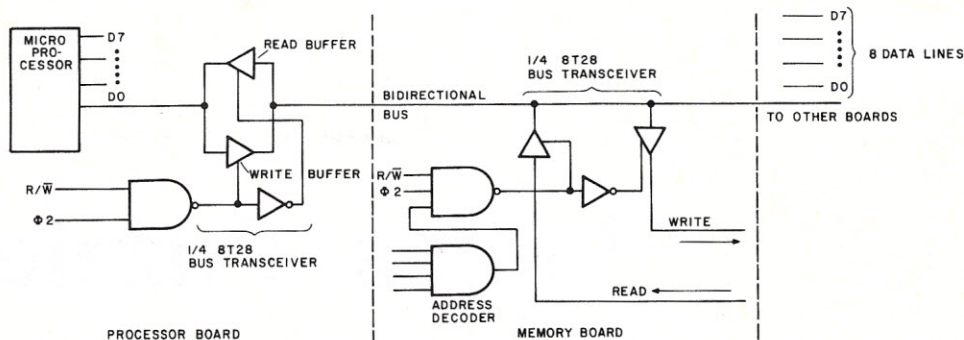 MICRO
PRO-
CESSOR
D7
D0
READ BUFFER
WRITE BUFFER
R/W̅
Φ2
1/4 8T28
BUS TRANSCEIVER
PROCESSOR BOARD
BIDIRECTIONAL
BUS
1/4 8T28
BUS TRANSCEIVER
R/W̅
Φ2
ADDRESS
DECODER
WRITE
READ
MEMORY BOARD
D7
D0
8 DATA LINES
TO OTHER BOARDS